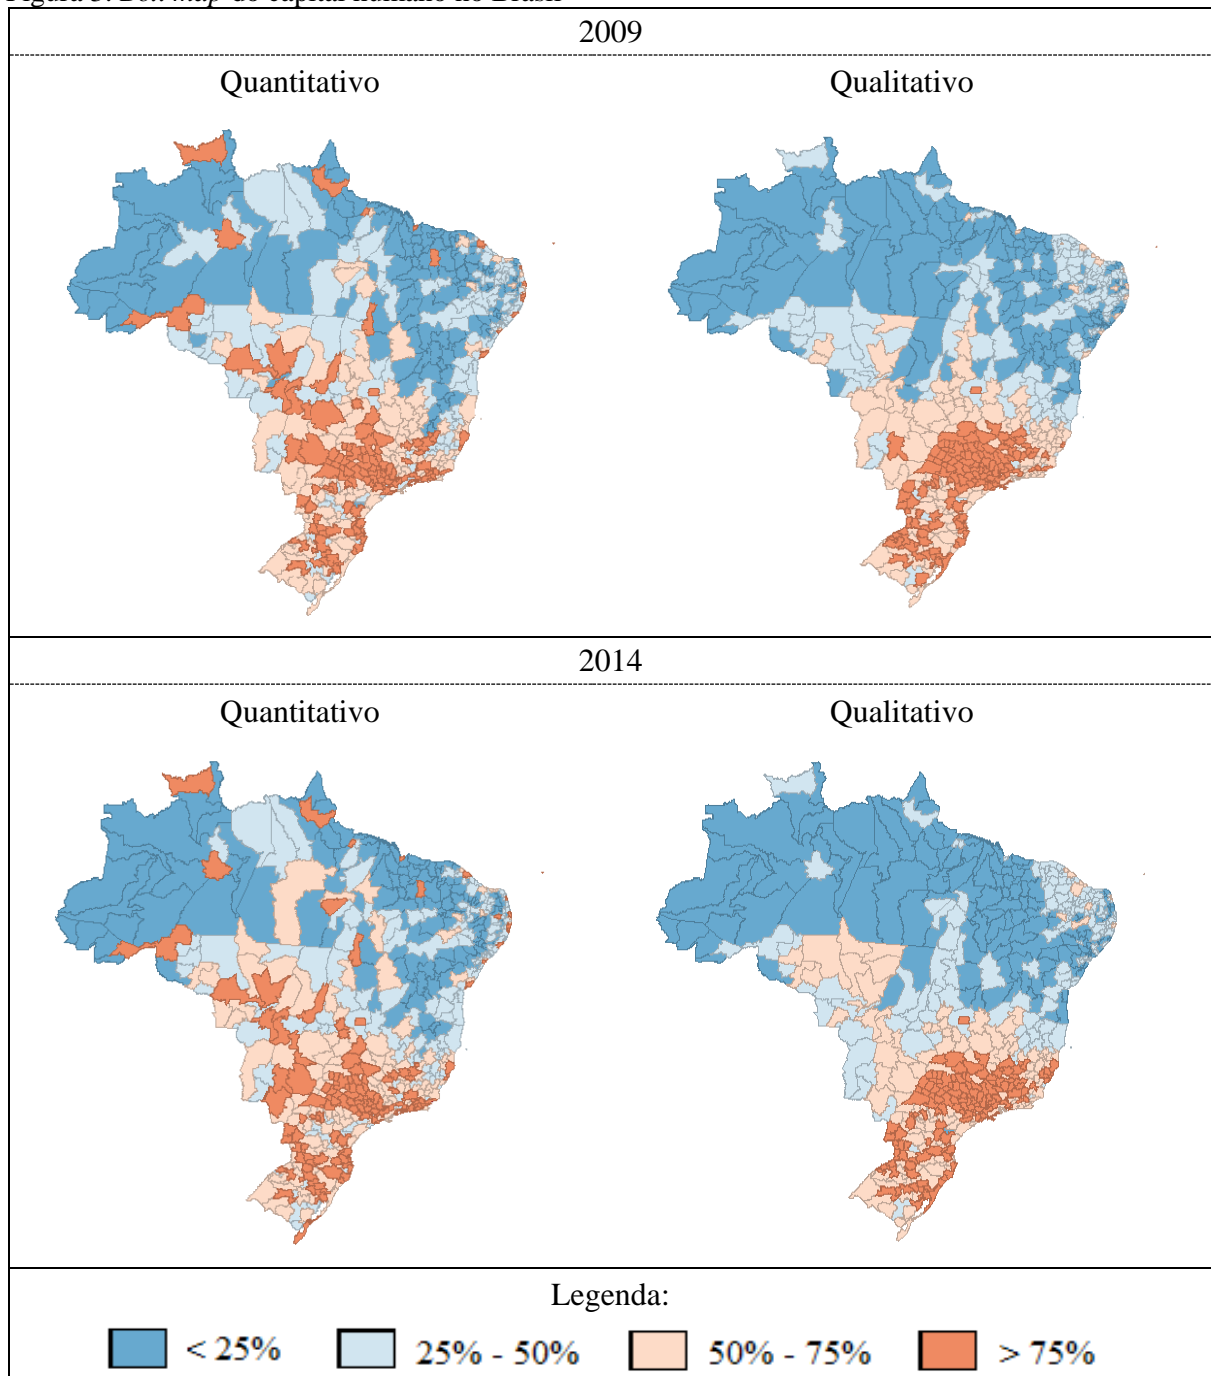 2009
Quantitativo Qualitativo
2014
Quantitativo Qualitativo
Legenda:
< 25% 25% - 50% 50% - 75% > 75%